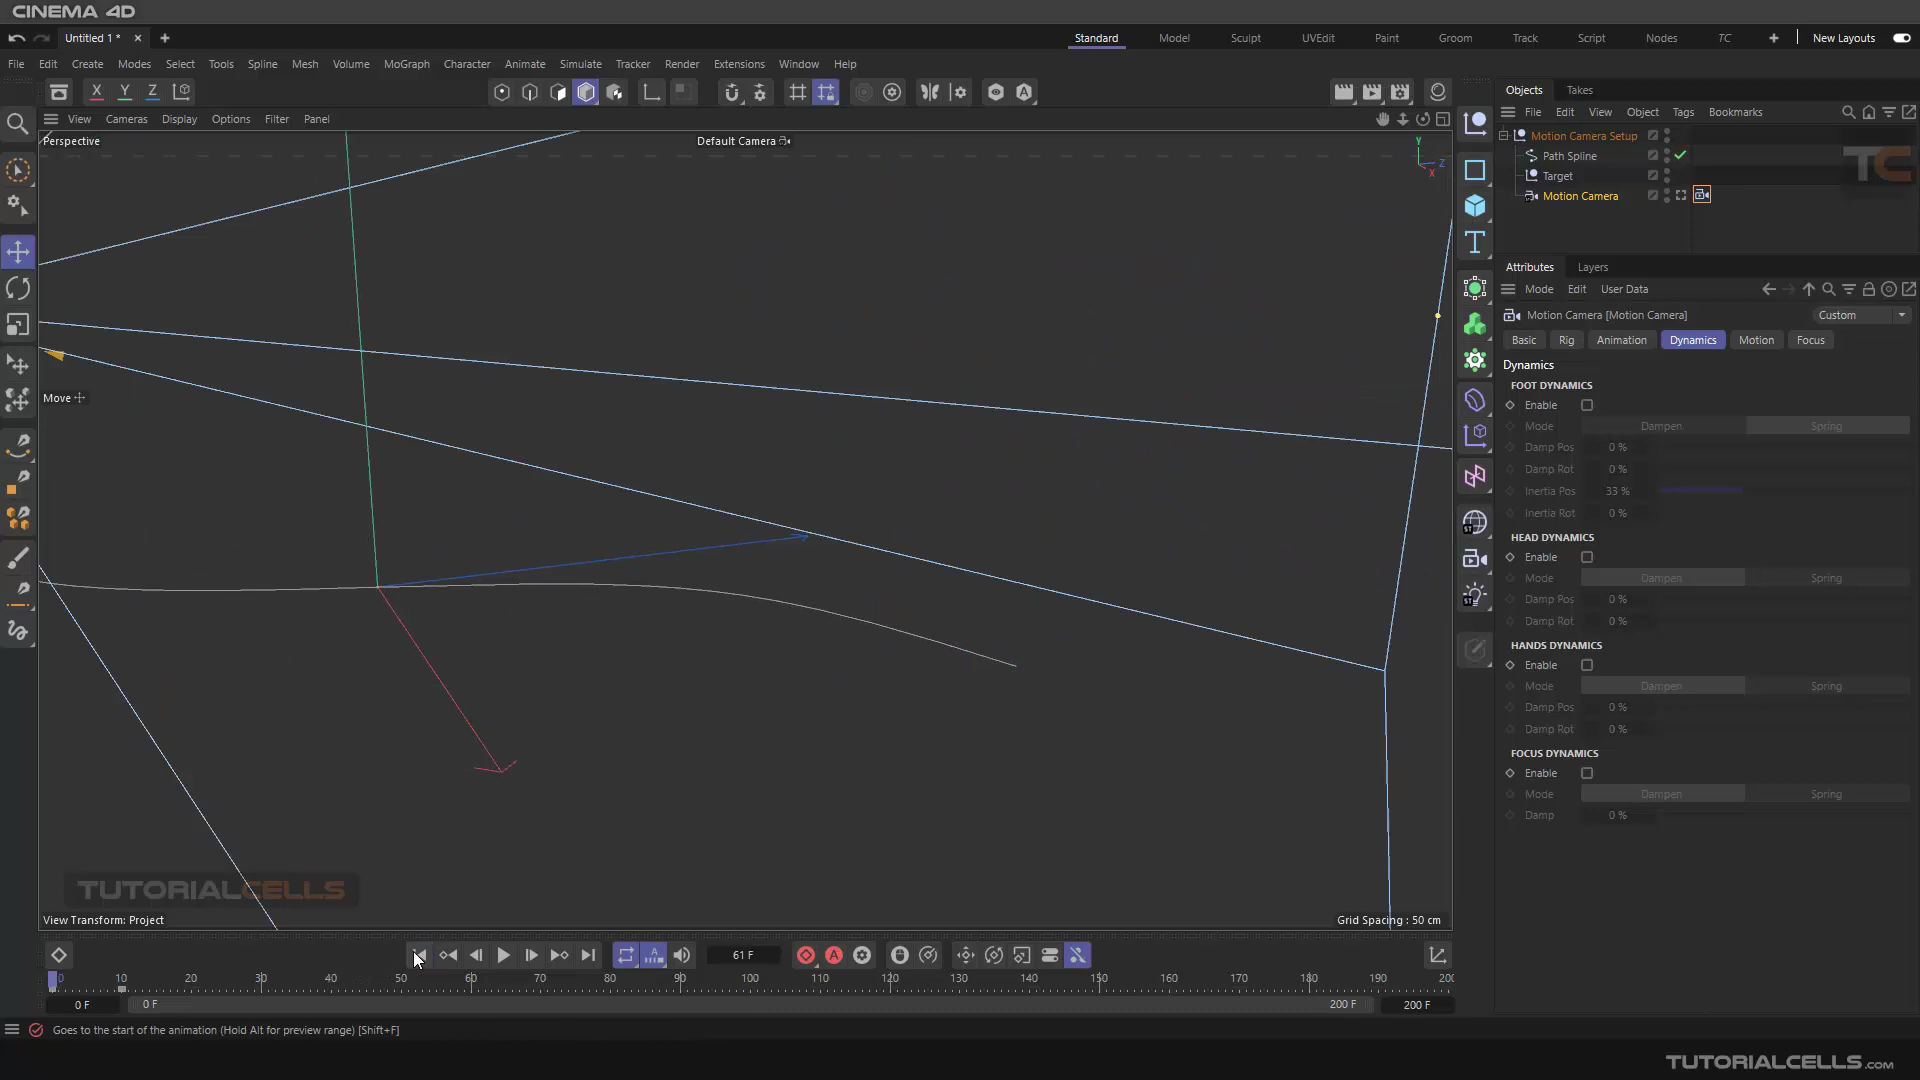 CINEMA 4D
Untitled 1 *
Standard Model Sculpt UVEdit Paint Groom Track Script Nodes TC New Layouts
File Edit Create Modes Select Tools Spline Mesh Volume MoGraph Character Animate Simulate Tracker Render Extensions Window Help
X Y Z
Objects Takes
File Edit View Object Tags Bookmarks
View Cameras Display Options Filter Panel
Perspective
Default Camera
Y Z X
Motion Camera Setup
Path Spline
Target
Motion Camera
TC
Attributes Layers
Mode Edit User Data
Motion Camera [Motion Camera]
Custom
Basic Rig Animation Dynamics Motion Focus
Dynamics
FOOT DYNAMICS
Enable
Mode Dampen Spring
Damp Pos 0 %
Damp Rot 0 %
Inertia Pos 33 %
Inertia Rot 0 %
HEAD DYNAMICS
Enable
Mode Dampen Spring
Damp Pos 0 %
Damp Rot 0 %
HANDS DYNAMICS
Enable
Mode Dampen Spring
Damp Pos 0 %
Damp Rot 0 %
FOCUS DYNAMICS
Enable
Mode Dampen Spring
Damp 0 %
Move
TUTORIALCELLS
View Transform: Project
Grid Spacing : 50 cm
61 F
0 10 20 30 40 50 60 70 80 90 100 110 120 130 140 150 160 170 180 190 200
0 F 0 F 200 F 200 F
Goes to the start of the animation (Hold Alt for preview range) [Shift+F]
TUTORIALCELLS.COM